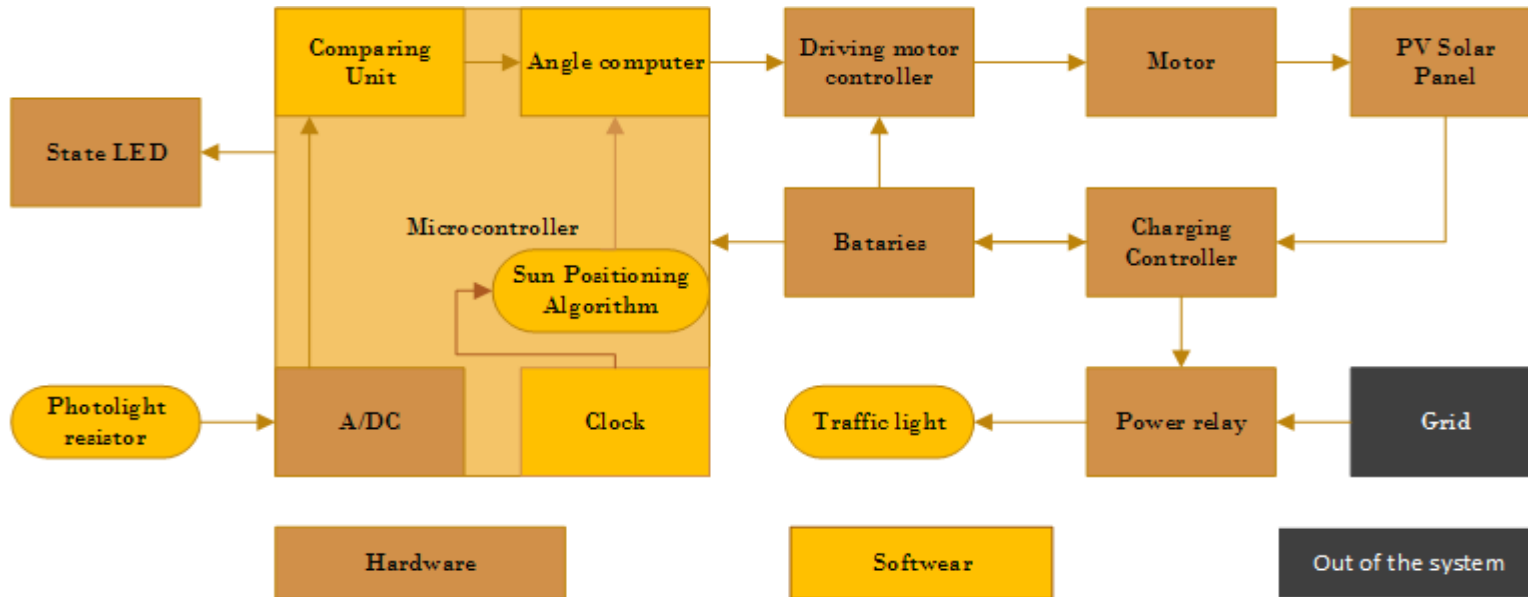 Comparing
Unit
Angle computer
Driving motor
controller
Motor
PV Solar
Panel
State LED
Microcontroller
Bataries
Charging
Controller
Sun Positioning
Algorithm
Photolight
resistor
A/DC
Clock
Traffic light
Power relay
Grid
Hardware
Softwear
Out of the system